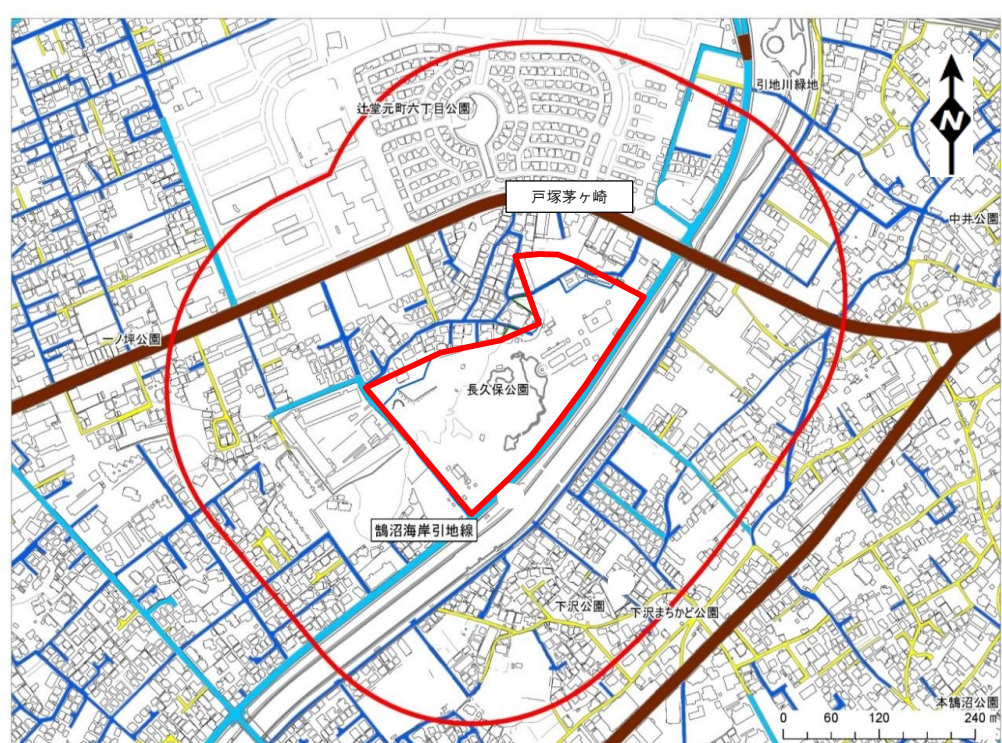 引地川緑地
辻堂元町六丁目公園
N
戸塚茅ヶ崎
中井公園
一ノ坪公園
長久保公園
鵠沼海岸引地線
下沢公園
下沢まちかど公園
本鵠沼公園
0 60 120 240 m